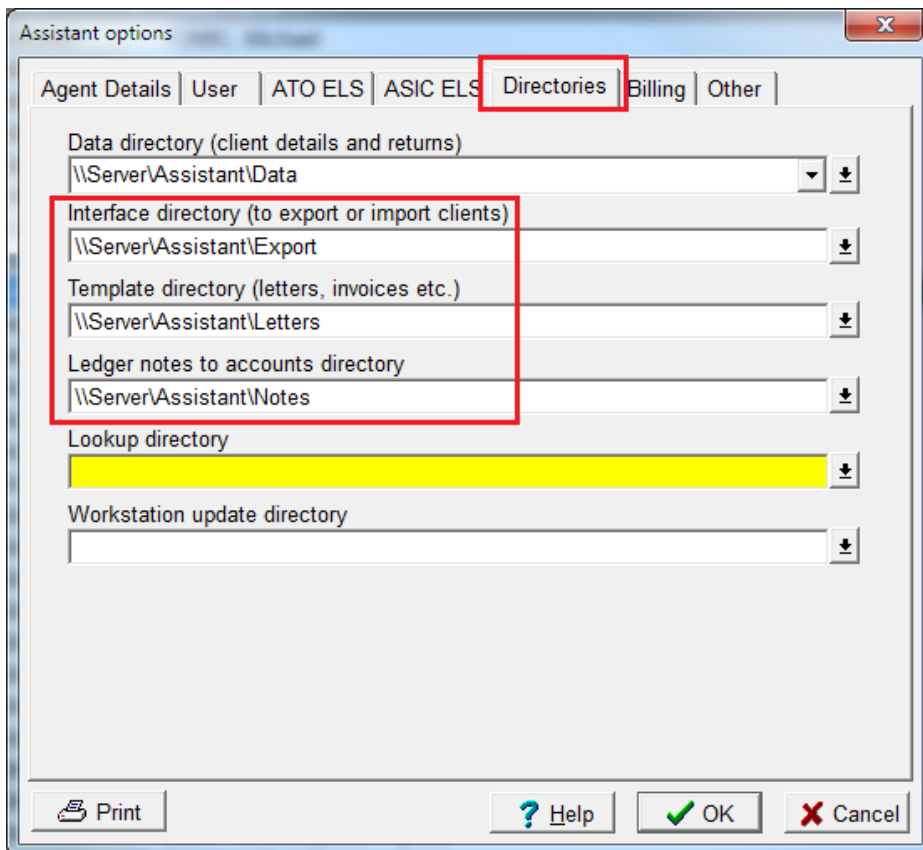 Assistant options
Agent Details User ATO ELS ASIC ELS Directories Billing Other
Data directory (client details and returns)
\\Server\Assistant\Data
Interface directory (to export or import clients)
\\Server\Assistant\Export
Template directory (letters, invoices etc.)
\\Server\Assistant\Letters
Ledger notes to accounts directory
\\Server\Assistant\Notes
Lookup directory
Workstation update directory
Print ? Help OK Cancel